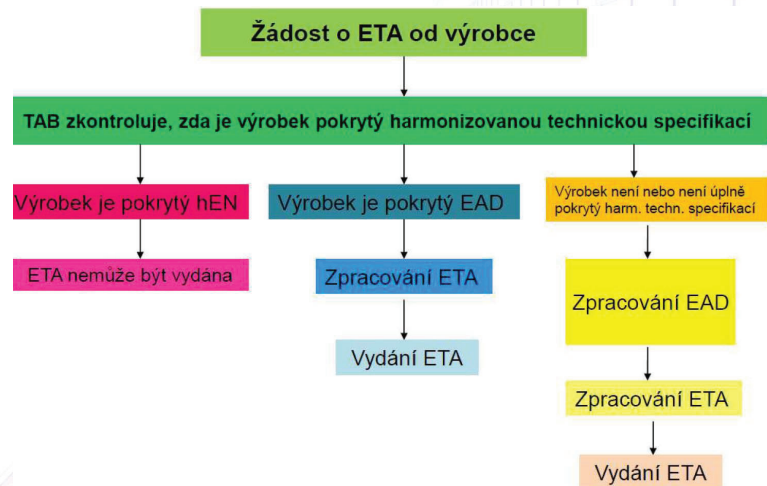 Žádost o ETA od výrobce
TAB zkontroluje, zda je výrobek pokrytý harmonizovanou technickou specifikací
Výrobek je pokrytý hEN
Výrobek je pokrytý EAD
Výrobek není nebo není úplně
pokrytý harm. techn. specifikací
ETA nemůže být vydána
Zpracování ETA
Zpracování EAD
Vydání ETA
Zpracování ETA
Vydání ETA